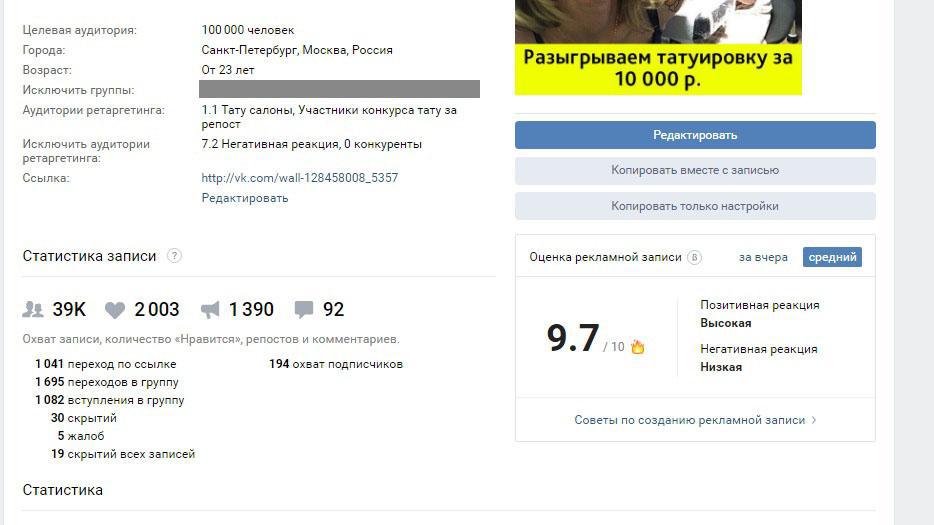 Целевая аудитория: 100 000 человек
Города: Санкт-Петербург, Москва, Россия
Возраст: От 23 лет
Исключить группы:
Аудитории ретаргетинга: 1.1 Тату салоны, Участники конкурса тату за
репост
Исключить аудитории 7.2 Негативная реакция, 0 конкуренты
ретаргетинга:
Ссылка: http://vk.com/wall-128458008_5357
Редактировать
Разыгрываем татуировку за
10 000 р.
Редактировать
Копировать вместе с записью
Копировать только настройки
Статистика записи ?
39K 2 003 1 390 92
Охват записи, количество «Нравится», репостов и комментариев.
1 041 переход по ссылке 194 охват подписчиков
1 695 переходов в группу
1 082 вступления в группу
30 скрытий
5 жалоб
19 скрытий всех записей
Статистика
Оценка рекламной записи β за вчера средний
9.7 / 10
Позитивная реакция
Высокая
Негативная реакция
Низкая
Советы по созданию рекламной записи